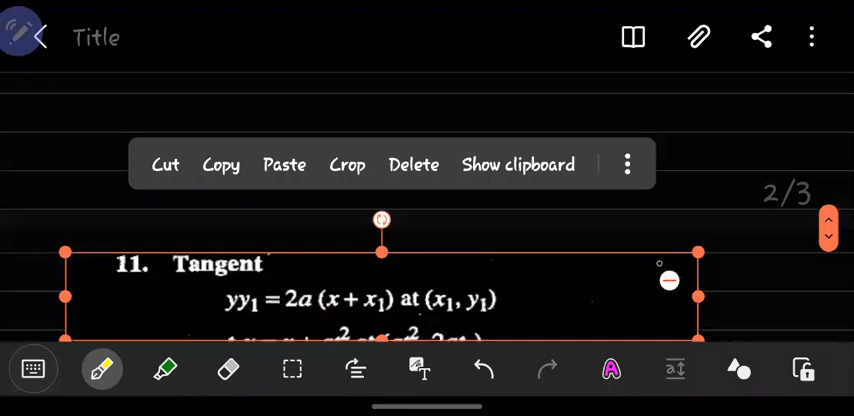 Title
Cut Copy Paste Crop Delete Show clipboard
2/3
11. Tangent
yy₁ = 2a (x + x₁) at (x₁, y₁)